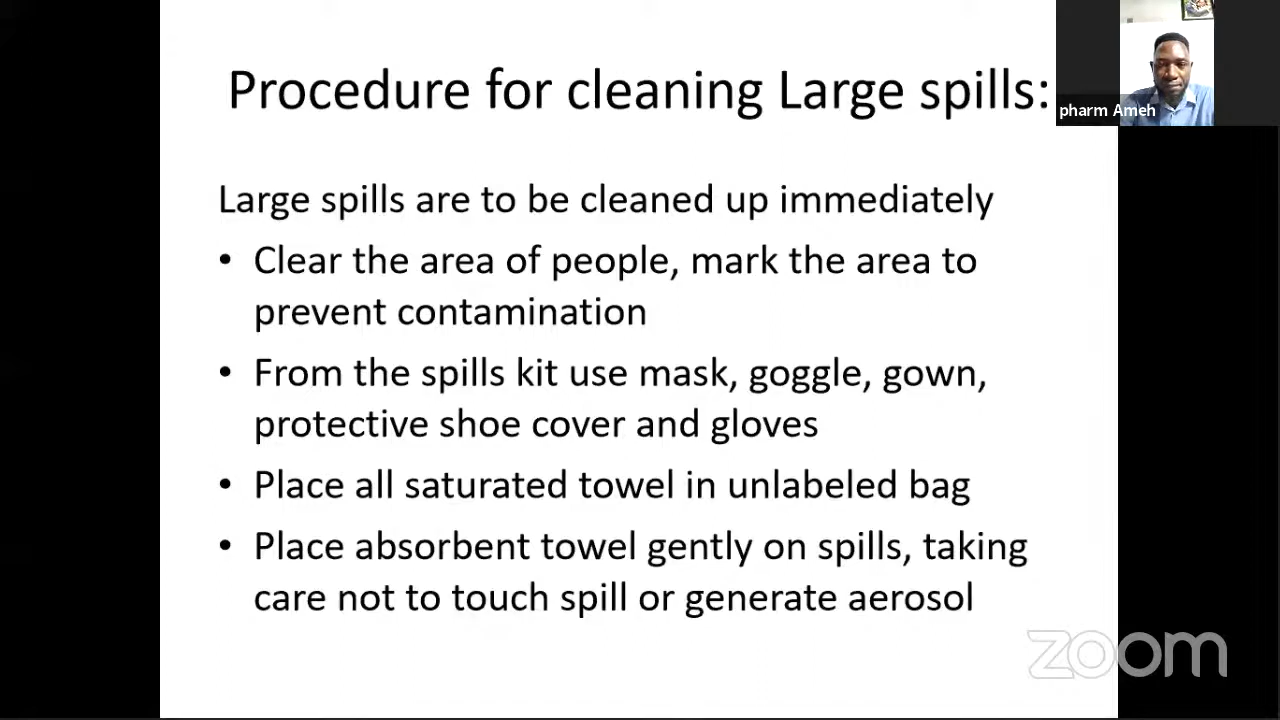 Procedure for cleaning Large spills:
pharm Ameh
Large spills are to be cleaned up immediately
• Clear the area of people, mark the area to
prevent contamination
• From the spills kit use mask, goggle, gown,
protective shoe cover and gloves
• Place all saturated towel in unlabeled bag
• Place absorbent towel gently on spills, taking
care not to touch spill or generate aerosol
zoom